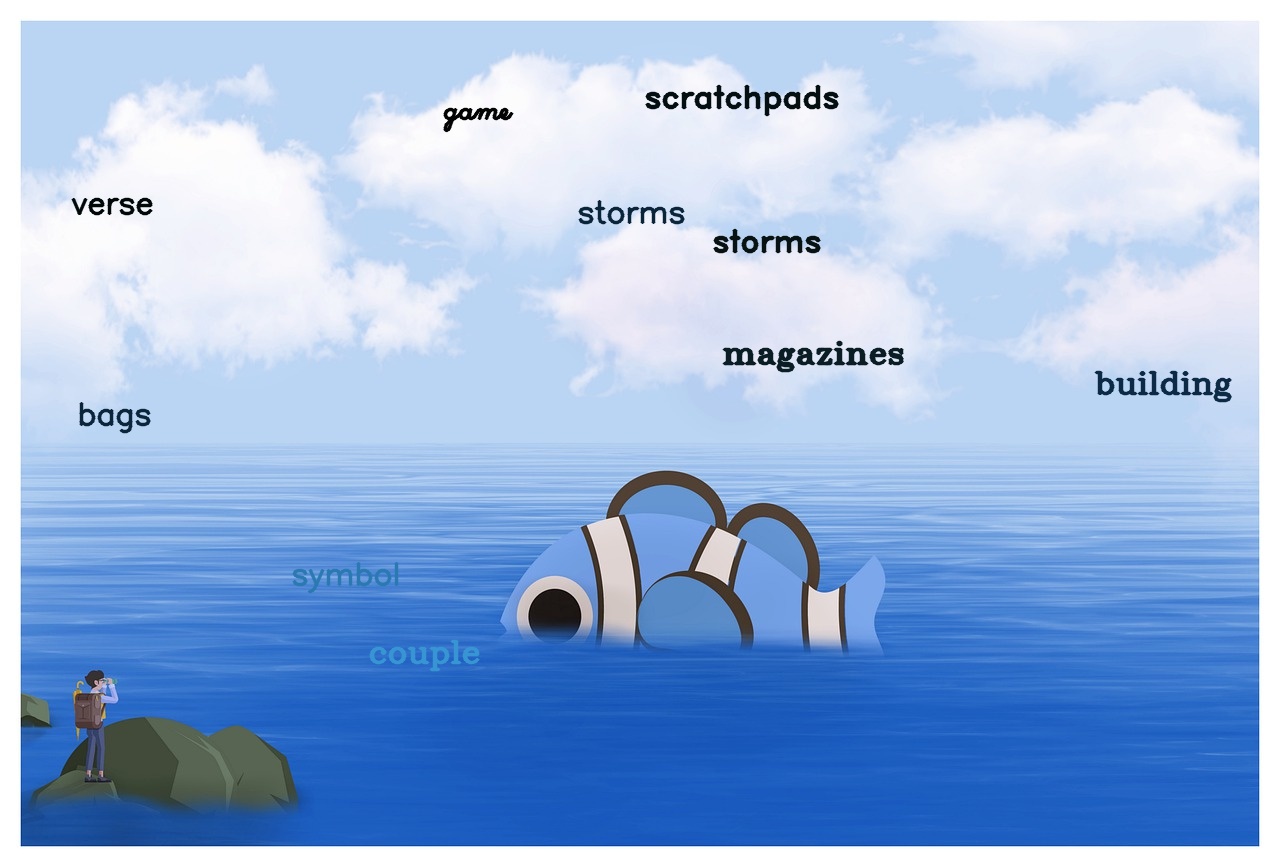 scratchpads
game
verse
storms
storms
magazines
building
bags
symbol
couple